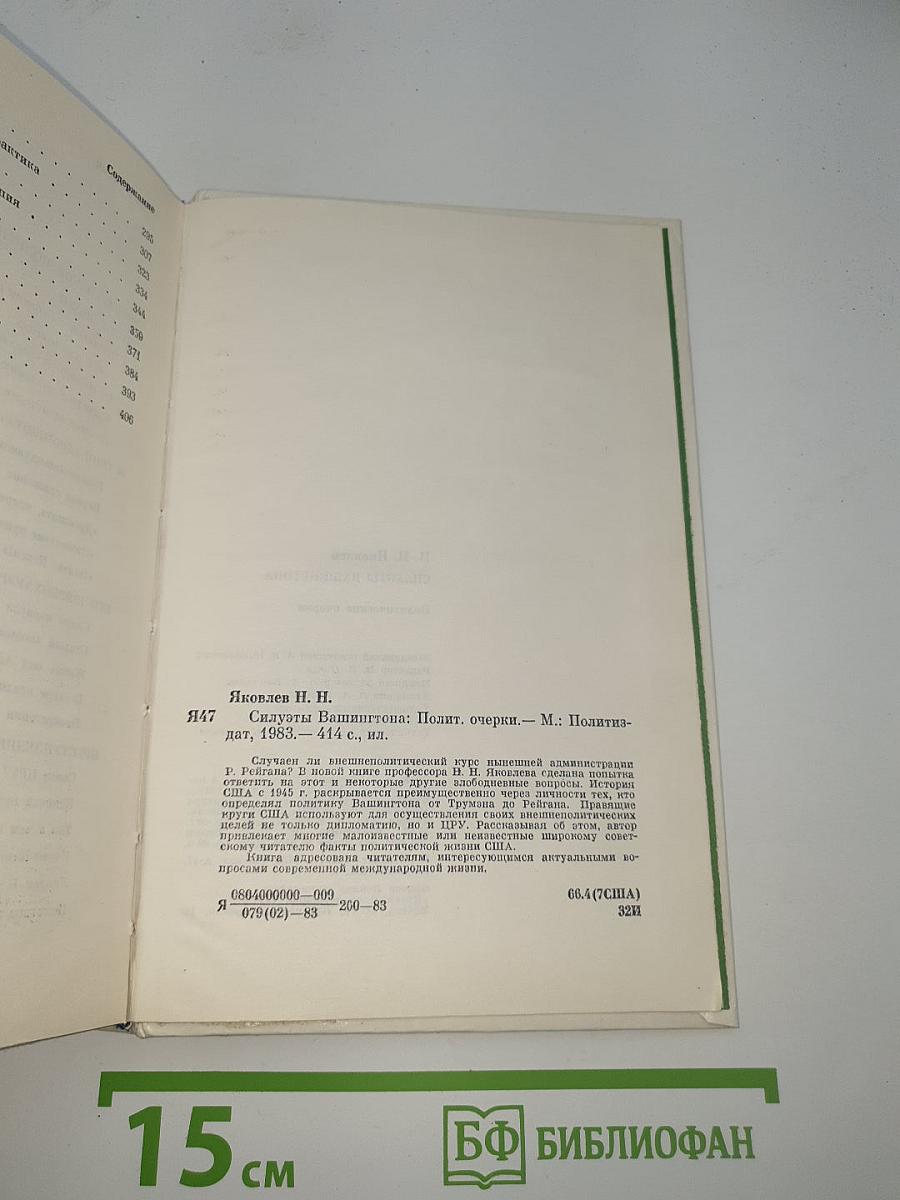 Содержание
актика
ния
295
307
323
334
344
359
371
384
393
406
Яковлев Н. Н.
Я47 Силуэты Вашингтона: Полит. очерки.— М.: Политиз-
дат, 1983.— 414 с., ил.
Случаен ли внешнеполитический курс нынешней администрации
Р. Рейгана? В новой книге профессора Н. Н. Яковлева сделана попытка
ответить на этот и некоторые другие злободневные вопросы. История
США с 1945 г. раскрывается преимущественно через личности тех, кто
определял политику Вашингтона от Трумэна до Рейгана. Правящие
круги США используют для осуществления своих внешнеполитических
целей не только дипломатию, но и ЦРУ. Рассказывая об этом, автор
привлекает многие малоизвестные или неизвестные широкому совет-
скому читателю факты политической жизни США.
Книга адресована читателям, интересующимся актуальными во-
просами современной международной жизни.
Я 0804000000—009
079(02)—83 200—83
66.4(7США)
32И
15 см
БФ БИБЛИОФАН